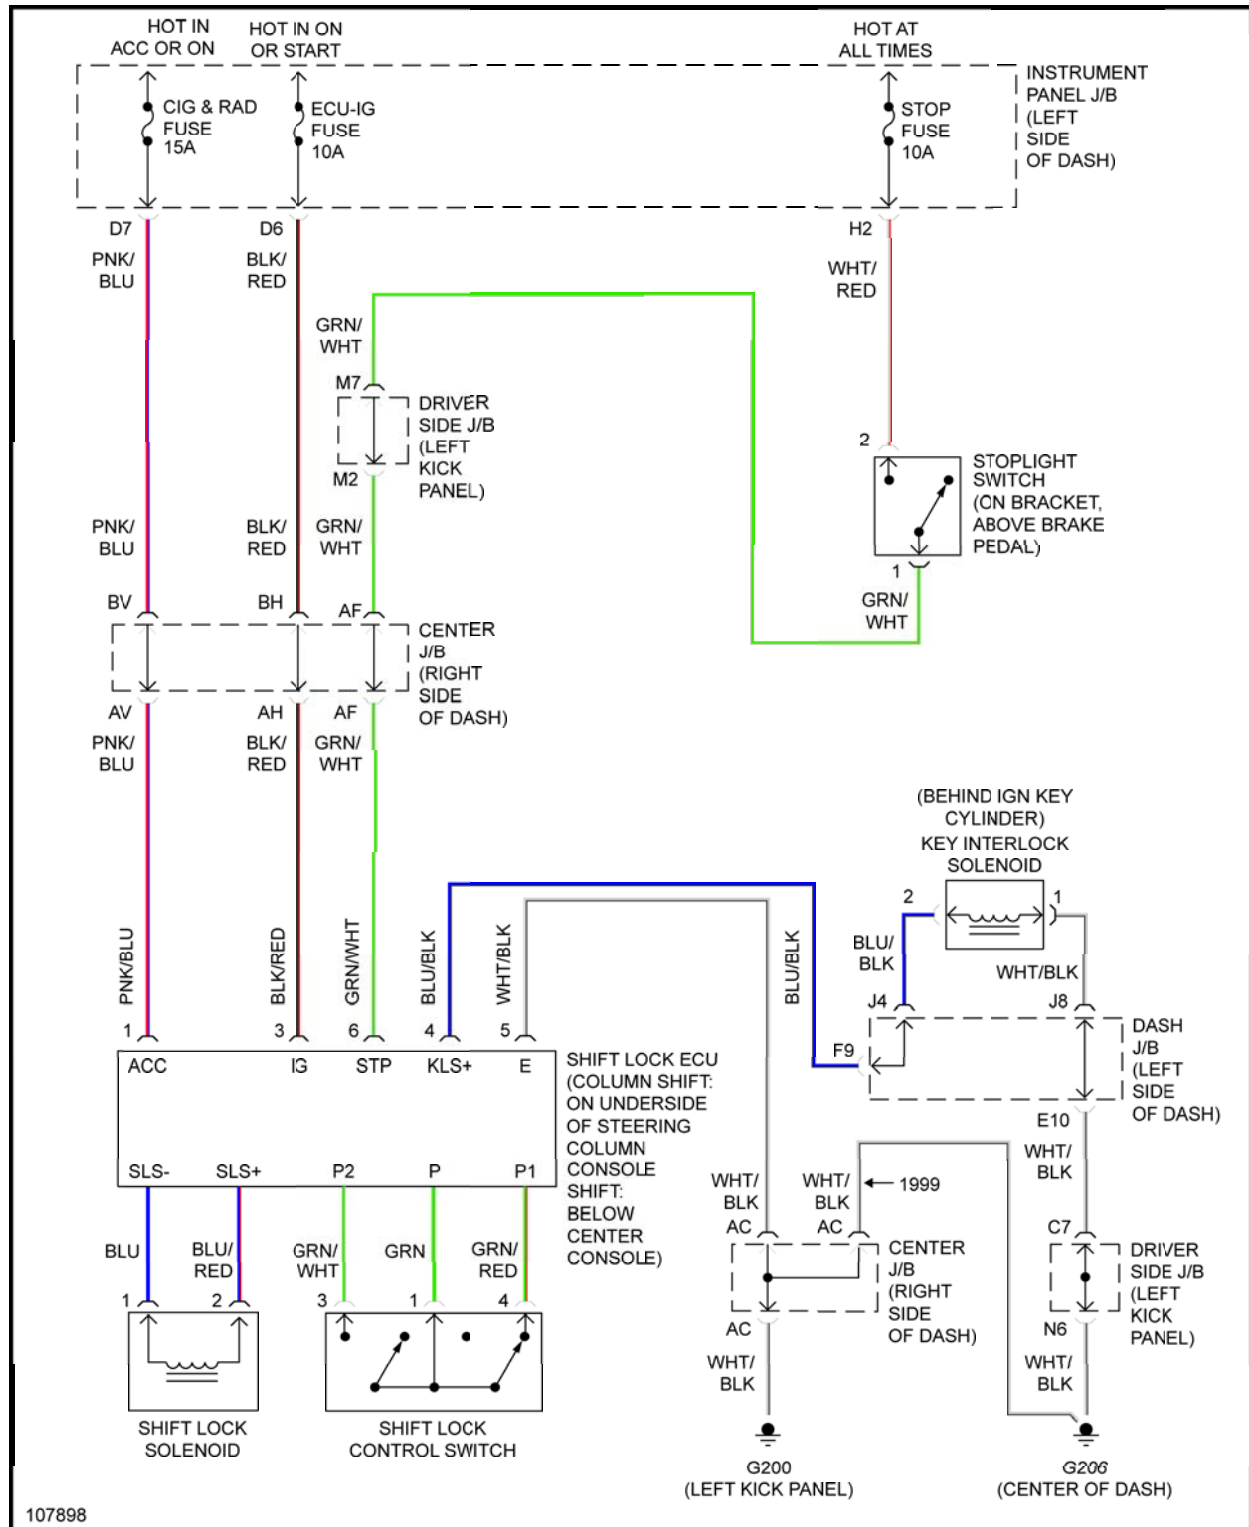 HOT IN
ACC OR ON
HOT IN ON
OR START
HOT AT
ALL TIMES
CIG & RAD
FUSE
15A
ECU-IG
FUSE
10A
STOP
FUSE
10A
INSTRUMENT
PANEL J/B
(LEFT
SIDE
OF DASH)
D7
D6
H2
PNK/
BLU
BLK/
RED
WHT/
RED
GRN/
WHT
M7
DRIVER
SIDE J/B
(LEFT
KICK
PANEL)
M2
2
STOPLIGHT
SWITCH
(ON BRACKET,
ABOVE BRAKE
PEDAL)
1
GRN/
WHT
PNK/
BLU
BLK/
RED
GRN/
WHT
BV
BH
AF
CENTER
J/B
(RIGHT
SIDE
OF DASH)
AV
AH
AF
PNK/
BLU
BLK/
RED
GRN/
WHT
(BEHIND IGN KEY
CYLINDER)
KEY INTERLOCK
SOLENOID
2
1
BLU/
BLK
WHT/BLK
PNK/BLU
BLK/RED
GRN/WHT
BLU/BLK
WHT/BLK
BLU/BLK
J4
J8
F9
DASH
J/B
(LEFT
SIDE
OF DASH)
E10
1
3
6
4
5
ACC
IG
STP
KLS+
E
SHIFT LOCK ECU
(COLUMN SHIFT:
ON UNDERSIDE
OF STEERING
COLUMN
CONSOLE
SHIFT:
BELOW
CENTER
CONSOLE)
SLS-
SLS+
P2
P
P1
WHT/
BLK
WHT/
BLK
1999
WHT/
BLK
BLU
BLU/
RED
GRN/
WHT
GRN
GRN/
RED
AC
AC
CENTER
J/B
(RIGHT
SIDE
OF DASH)
C7
DRIVER
SIDE J/B
(LEFT
KICK
PANEL)
1
2
3
1
4
AC
N6
WHT/
BLK
WHT/
BLK
SHIFT LOCK
SOLENOID
SHIFT LOCK
CONTROL SWITCH
G200
(LEFT KICK PANEL)
G206
(CENTER OF DASH)
107898